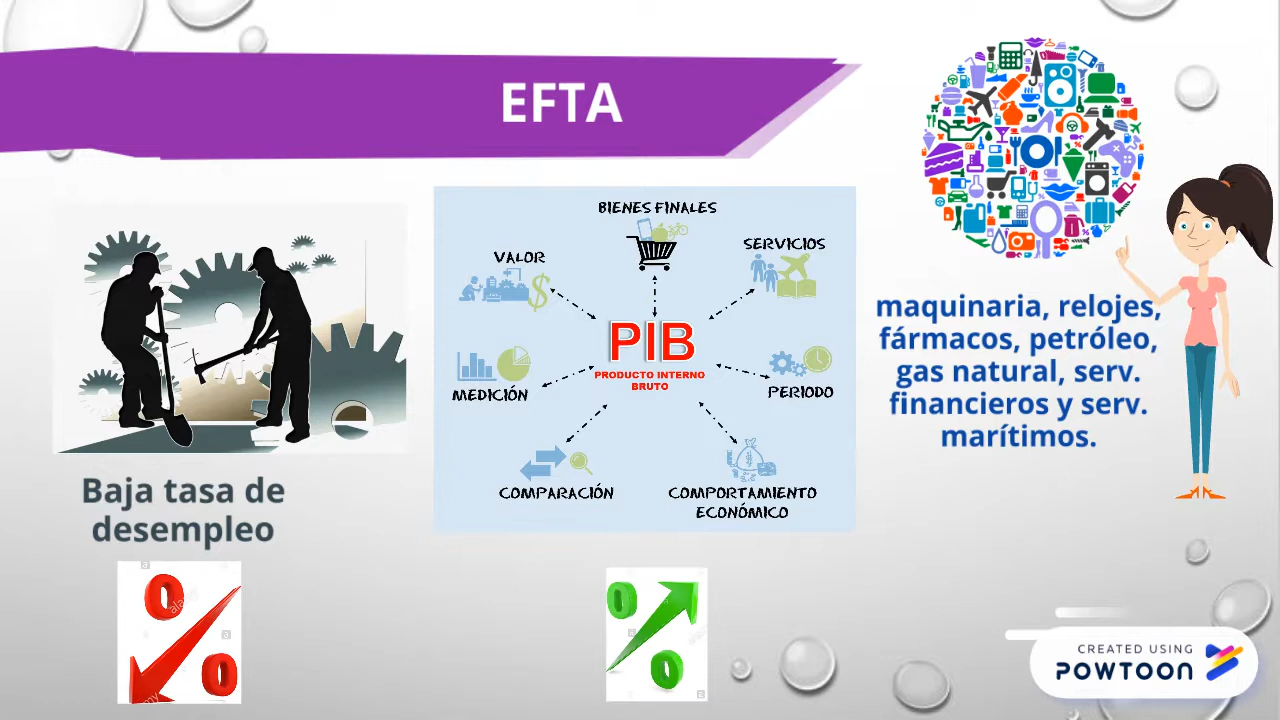 EFTA
BIENES FINALES
VALOR
SERVICIOS
PIB
PRODUCTO INTERNO
BRUTO
MEDICIÓN
PERIODO
COMPARACIÓN
COMPORTAMIENTO
ECONÓMICO
maquinaria, relojes,
fármacos, petróleo,
gas natural, serv.
financieros y serv.
marítimos.
Baja tasa de
desempleo
CREATED USING
POWTOON